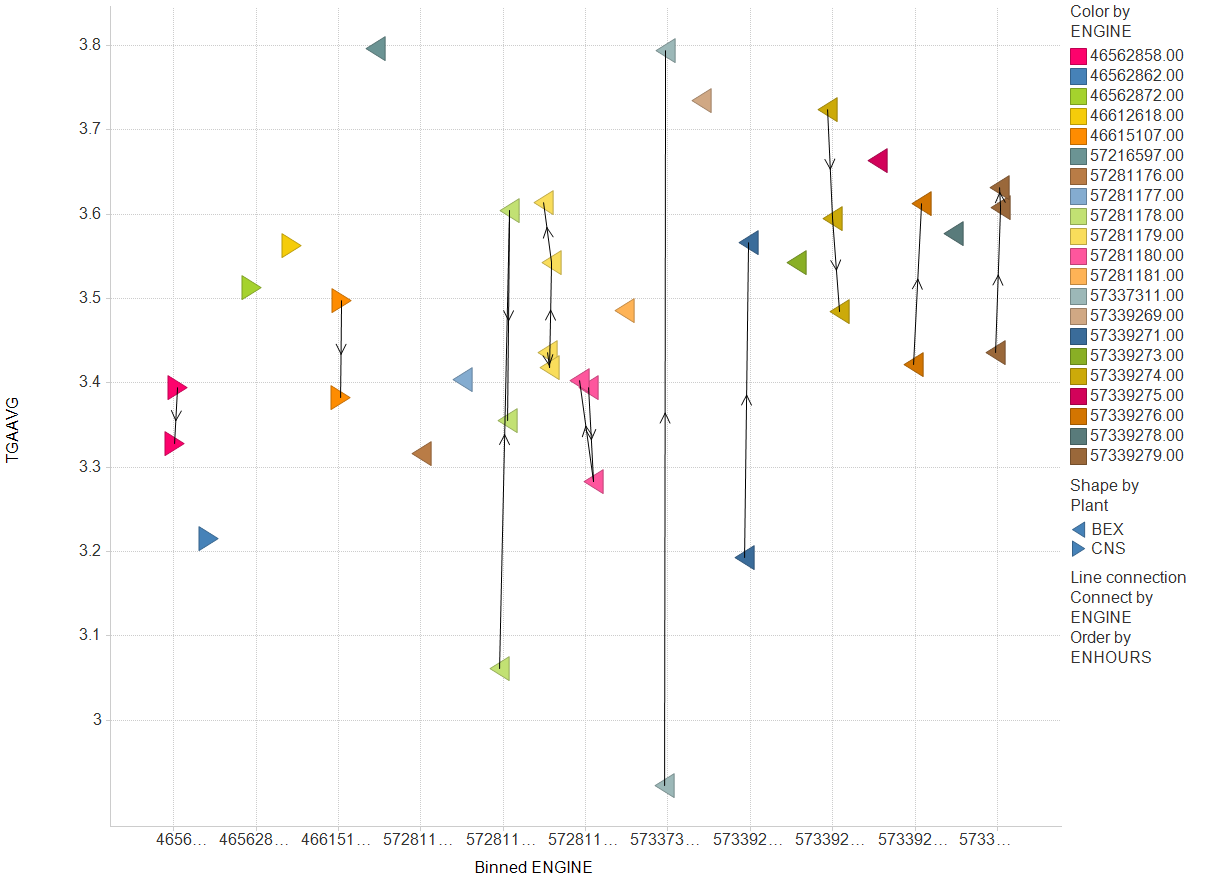 Color by
ENGINE
46562858.00
46562862.00
46562872.00
46612618.00
46615107.00
57216597.00
57281176.00
57281177.00
57281178.00
57281179.00
57281180.00
57281181.00
57337311.00
57339269.00
57339271.00
57339273.00
57339274.00
57339275.00
57339276.00
57339278.00
57339279.00
Shape by
Plant
BEX
CNS
Line connection
Connect by
ENGINE
Order by
ENHOURS
TGAAVG
3.8
3.7
3.6
3.5
3.4
3.3
3.2
3.1
3
4656... 465628... 466151... 572811... 572811... 572811... 573373... 573392... 573392... 573392... 5733...
Binned ENGINE